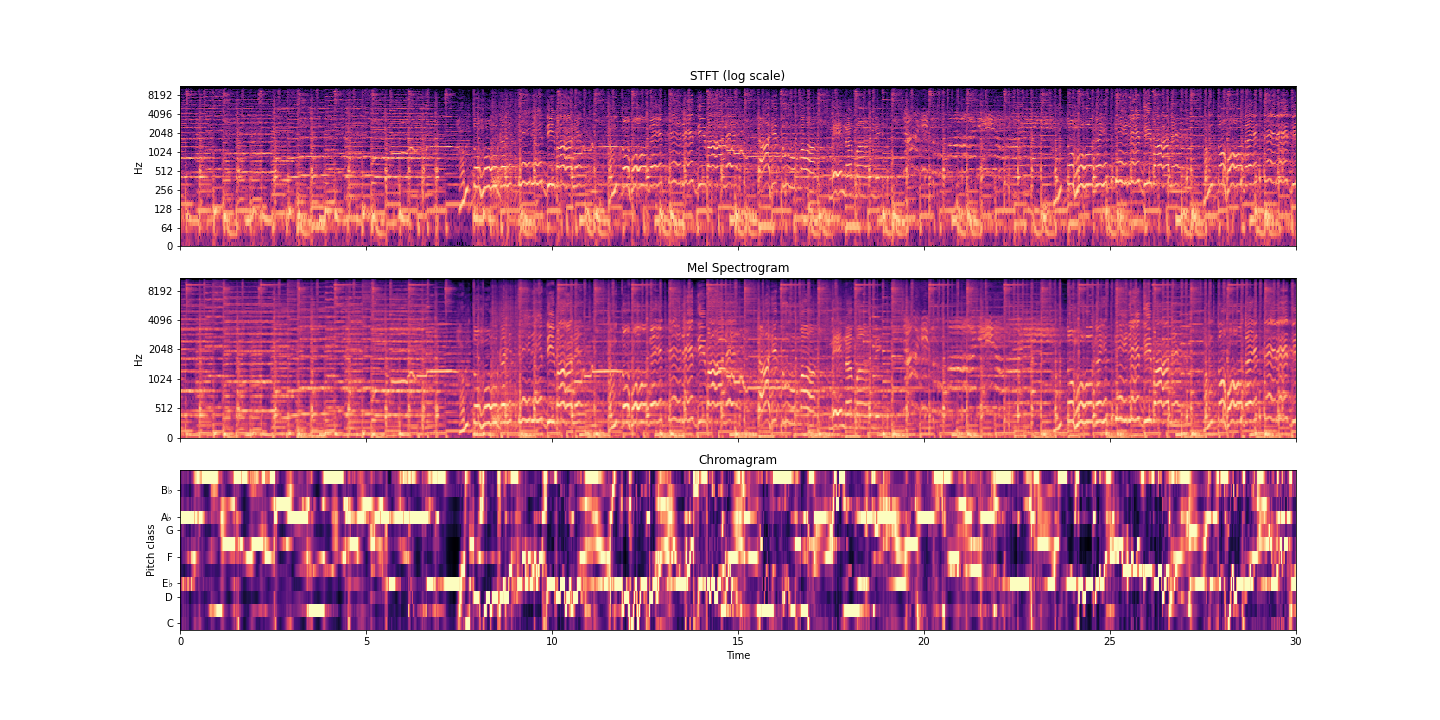 STFT (log scale)
8192
4096
2048
1024
512
256
128
64
0
Hz
Mel Spectrogram
8192
4096
2048
1024
512
0
Hz
Chromagram
B♭
A♭
G
F
E♭
D
C
Pitch class
0 5 10 15 20 25 30
Time